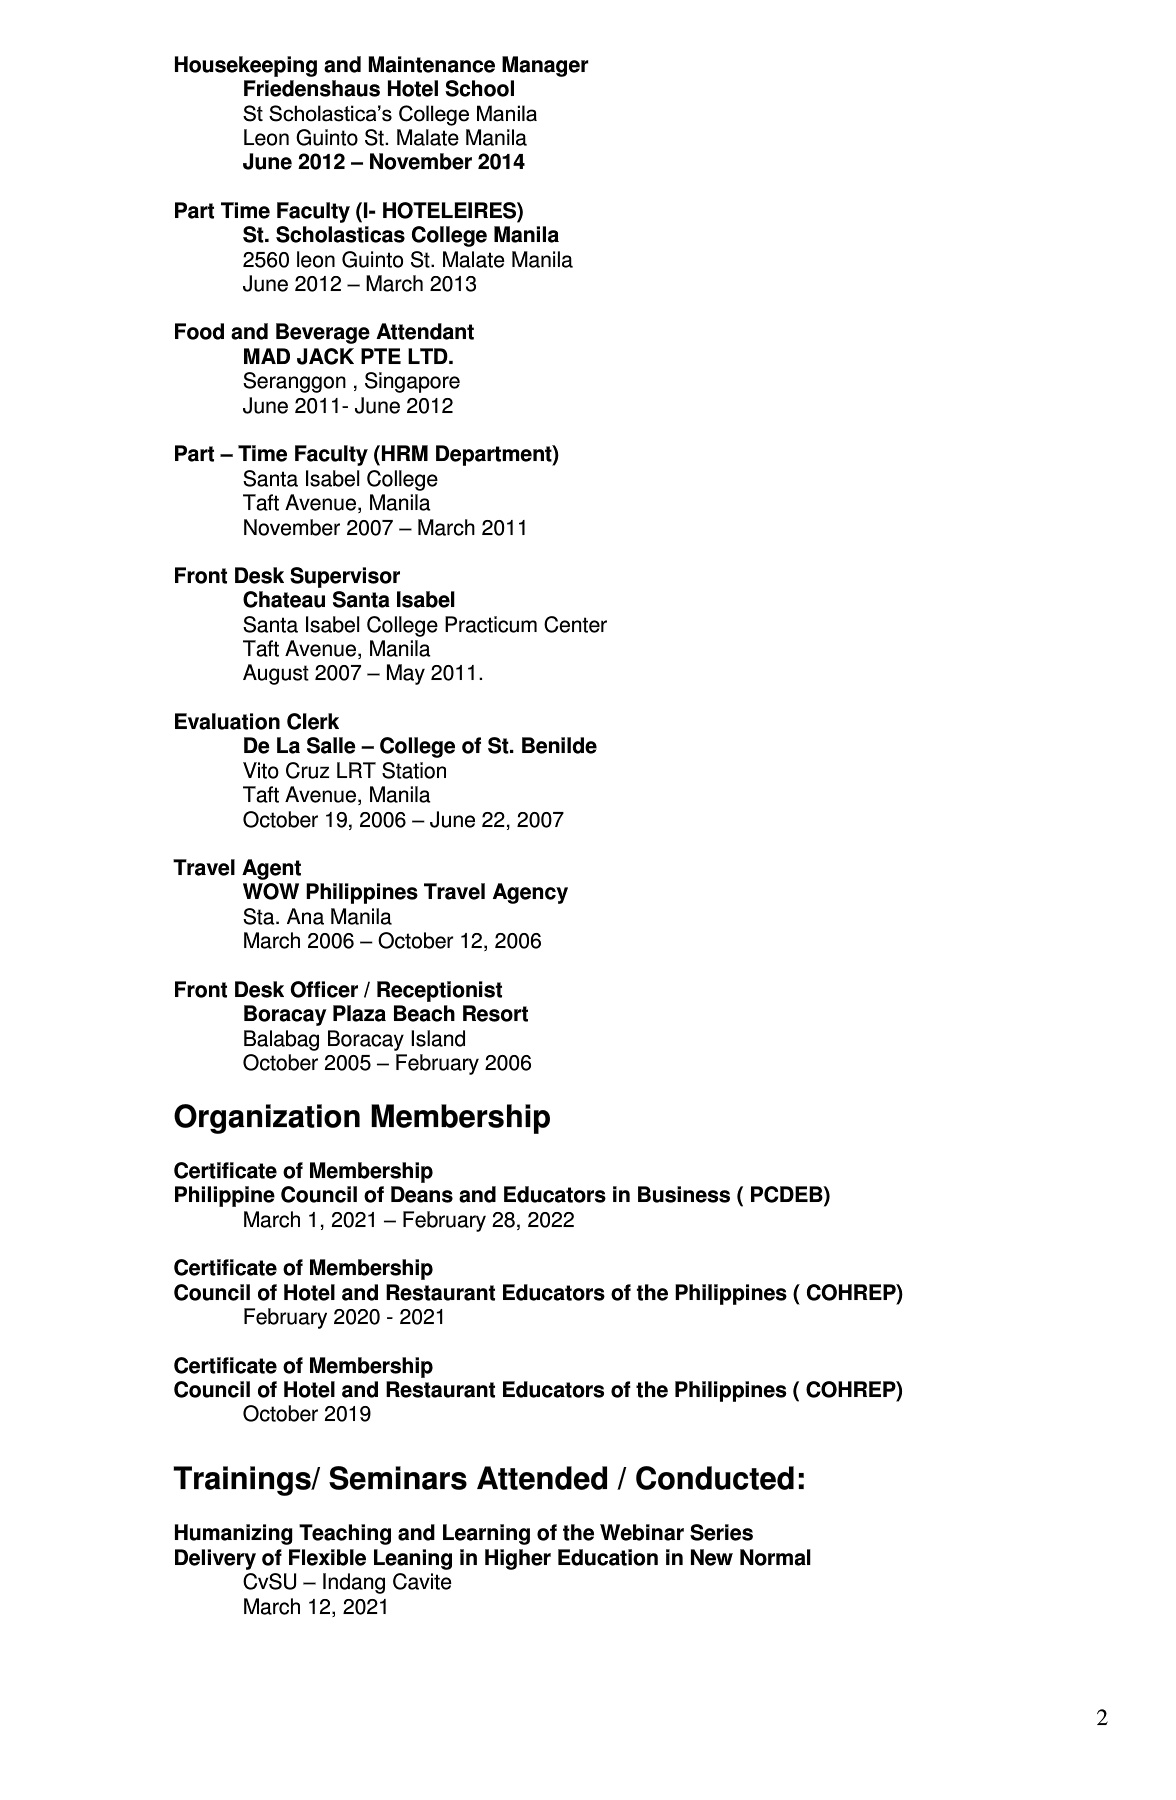 Housekeeping and Maintenance Manager
Friedenshaus Hotel School
St Scholastica’s College Manila
Leon Guinto St. Malate Manila
June 2012 – November 2014
Part Time Faculty (I- HOTELEIRES)
St. Scholasticas College Manila
2560 leon Guinto St. Malate Manila
June 2012 – March 2013
Food and Beverage Attendant
MAD JACK PTE LTD.
Seranggon , Singapore
June 2011- June 2012
Part – Time Faculty (HRM Department)
Santa Isabel College
Taft Avenue, Manila
November 2007 – March 2011
Front Desk Supervisor
Chateau Santa Isabel
Santa Isabel College Practicum Center
Taft Avenue, Manila
August 2007 – May 2011.
Evaluation Clerk
De La Salle – College of St. Benilde
Vito Cruz LRT Station
Taft Avenue, Manila
October 19, 2006 – June 22, 2007
Travel Agent
WOW Philippines Travel Agency
Sta. Ana Manila
March 2006 – October 12, 2006
Front Desk Officer / Receptionist
Boracay Plaza Beach Resort
Balabag Boracay Island
October 2005 – February 2006
Organization Membership
Certificate of Membership
Philippine Council of Deans and Educators in Business ( PCDEB)
March 1, 2021 – February 28, 2022
Certificate of Membership
Council of Hotel and Restaurant Educators of the Philippines ( COHREP)
February 2020 - 2021
Certificate of Membership
Council of Hotel and Restaurant Educators of the Philippines ( COHREP)
October 2019
Trainings/ Seminars Attended / Conducted:
Humanizing Teaching and Learning of the Webinar Series
Delivery of Flexible Leaning in Higher Education in New Normal
CvSU – Indang Cavite
March 12, 2021
2